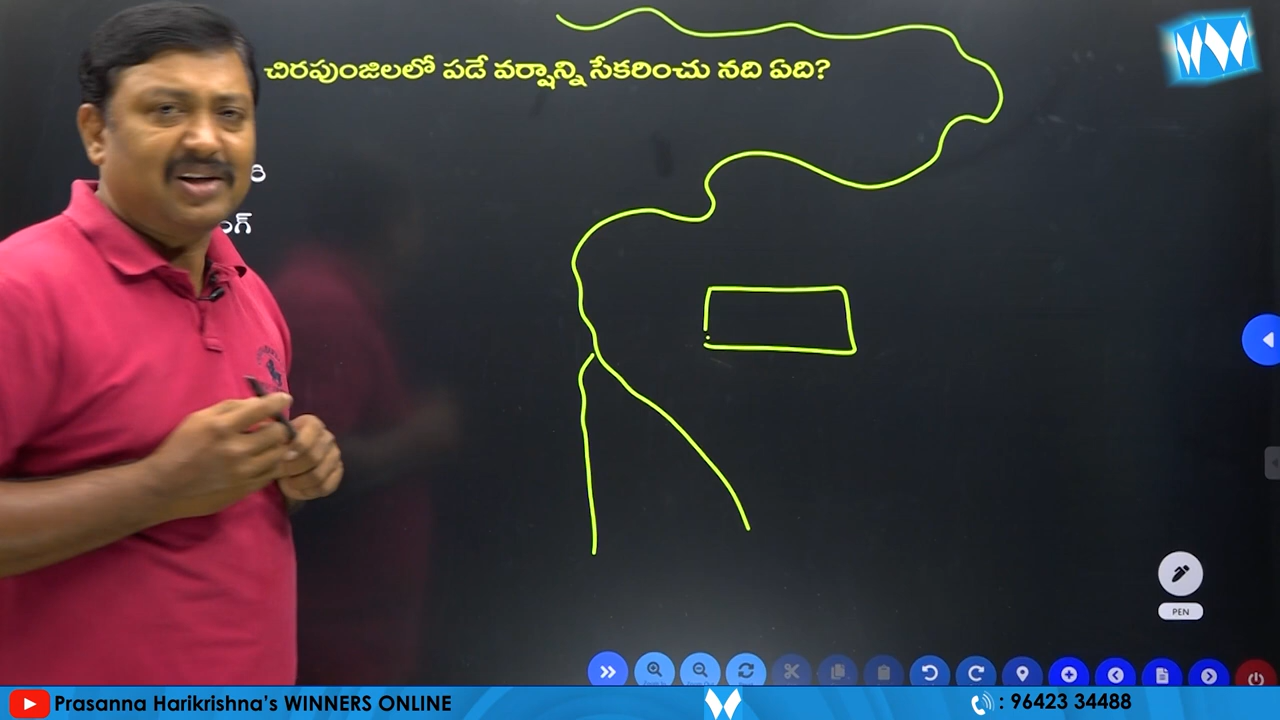 చిరపుంజిలలో పడే వర్షాన్ని సేకరించు నది ఏది?
PEN
Prasanna Harikrishna's WINNERS ONLINE
: 96423 34488